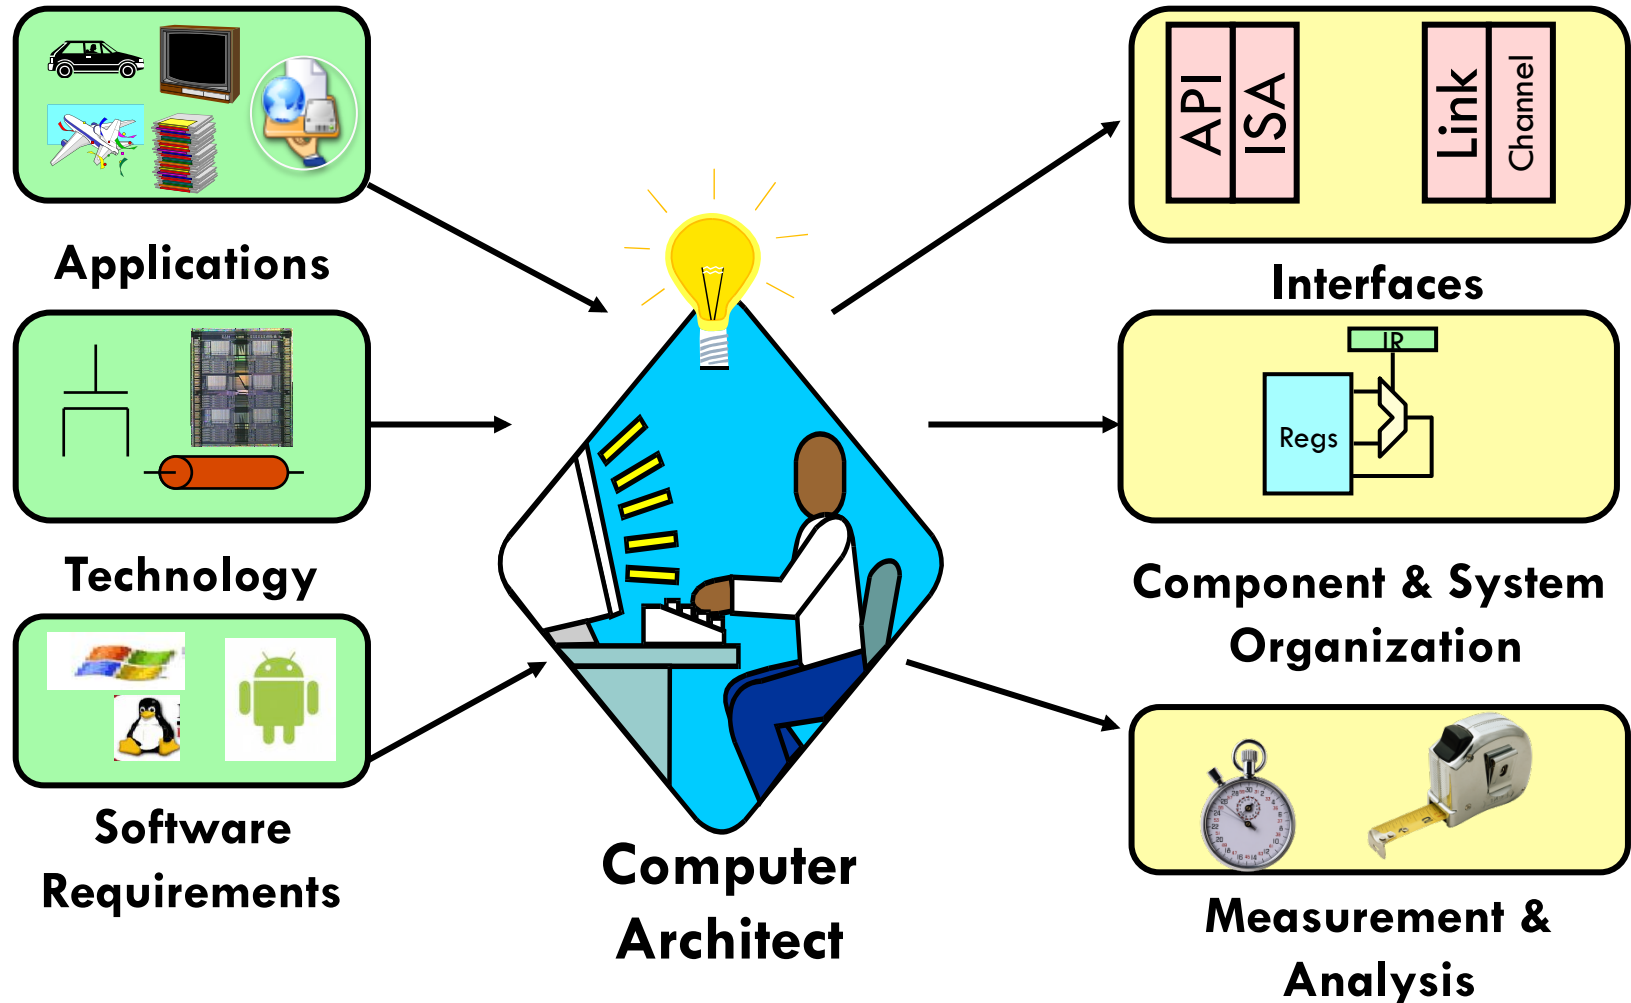 Applications
Technology
Software
Requirements
Computer
Architect
API
ISA
Link
Channel
Interfaces
IR
Regs
Component & System
Organization
Measurement &
Analysis